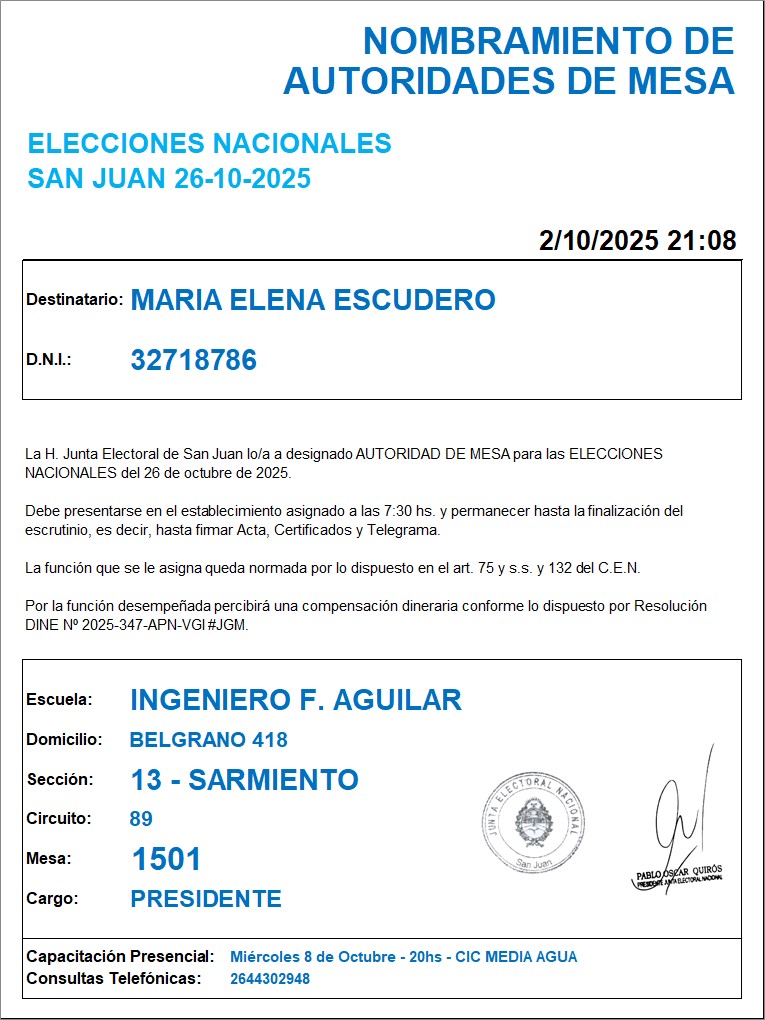 NOMBRAMIENTO DE
AUTORIDADES DE MESA
ELECCIONES NACIONALES
SAN JUAN 26-10-2025
2/10/2025 21:08
Destinatario: MARIA ELENA ESCUDERO
D.N.I.: 32718786
La H. Junta Electoral de San Juan lo/a a designado AUTORIDAD DE MESA para las ELECCIONES
NACIONALES del 26 de octubre de 2025.
Debe presentarse en el establecimiento asignado a las 7:30 hs. y permanecer hasta la finalización del
escrutinio, es decir, hasta firmar Acta, Certificados y Telegrama.
La función que se le asigna queda normada por lo dispuesto en el art. 75 y s.s. y 132 del C.E.N.
Por la función desempeñada percibirá una compensación dineraria conforme lo dispuesto por Resolución
DINE Nº 2025-347-APN-VGI#JGM.
Escuela: INGENIERO F. AGUILAR
Domicilio: BELGRANO 418
Sección: 13 - SARMIENTO
Circuito: 89
Mesa: 1501
Cargo: PRESIDENTE
JUNTA ELECTORAL NACIONAL
San Juan
PABLO OSCAR QUIRÓS
PRESIDENTE JUNTA ELECTORAL NACIONAL
Capacitación Presencial: Miércoles 8 de Octubre - 20hs - CIC MEDIA AGUA
Consultas Telefónicas: 2644302948